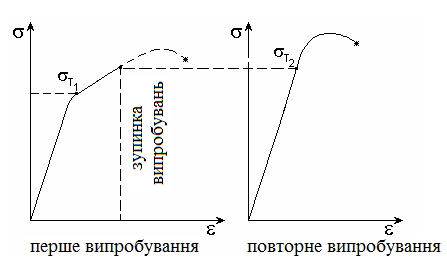 σ
σT1
зупинка
випробувань
ε
перше випробування
σ
σT2
ε
повторне випробування